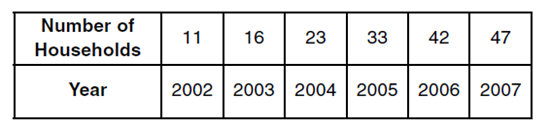 Number of
Households 11 16 23 33 42 47
Year 2002 2003 2004 2005 2006 2007